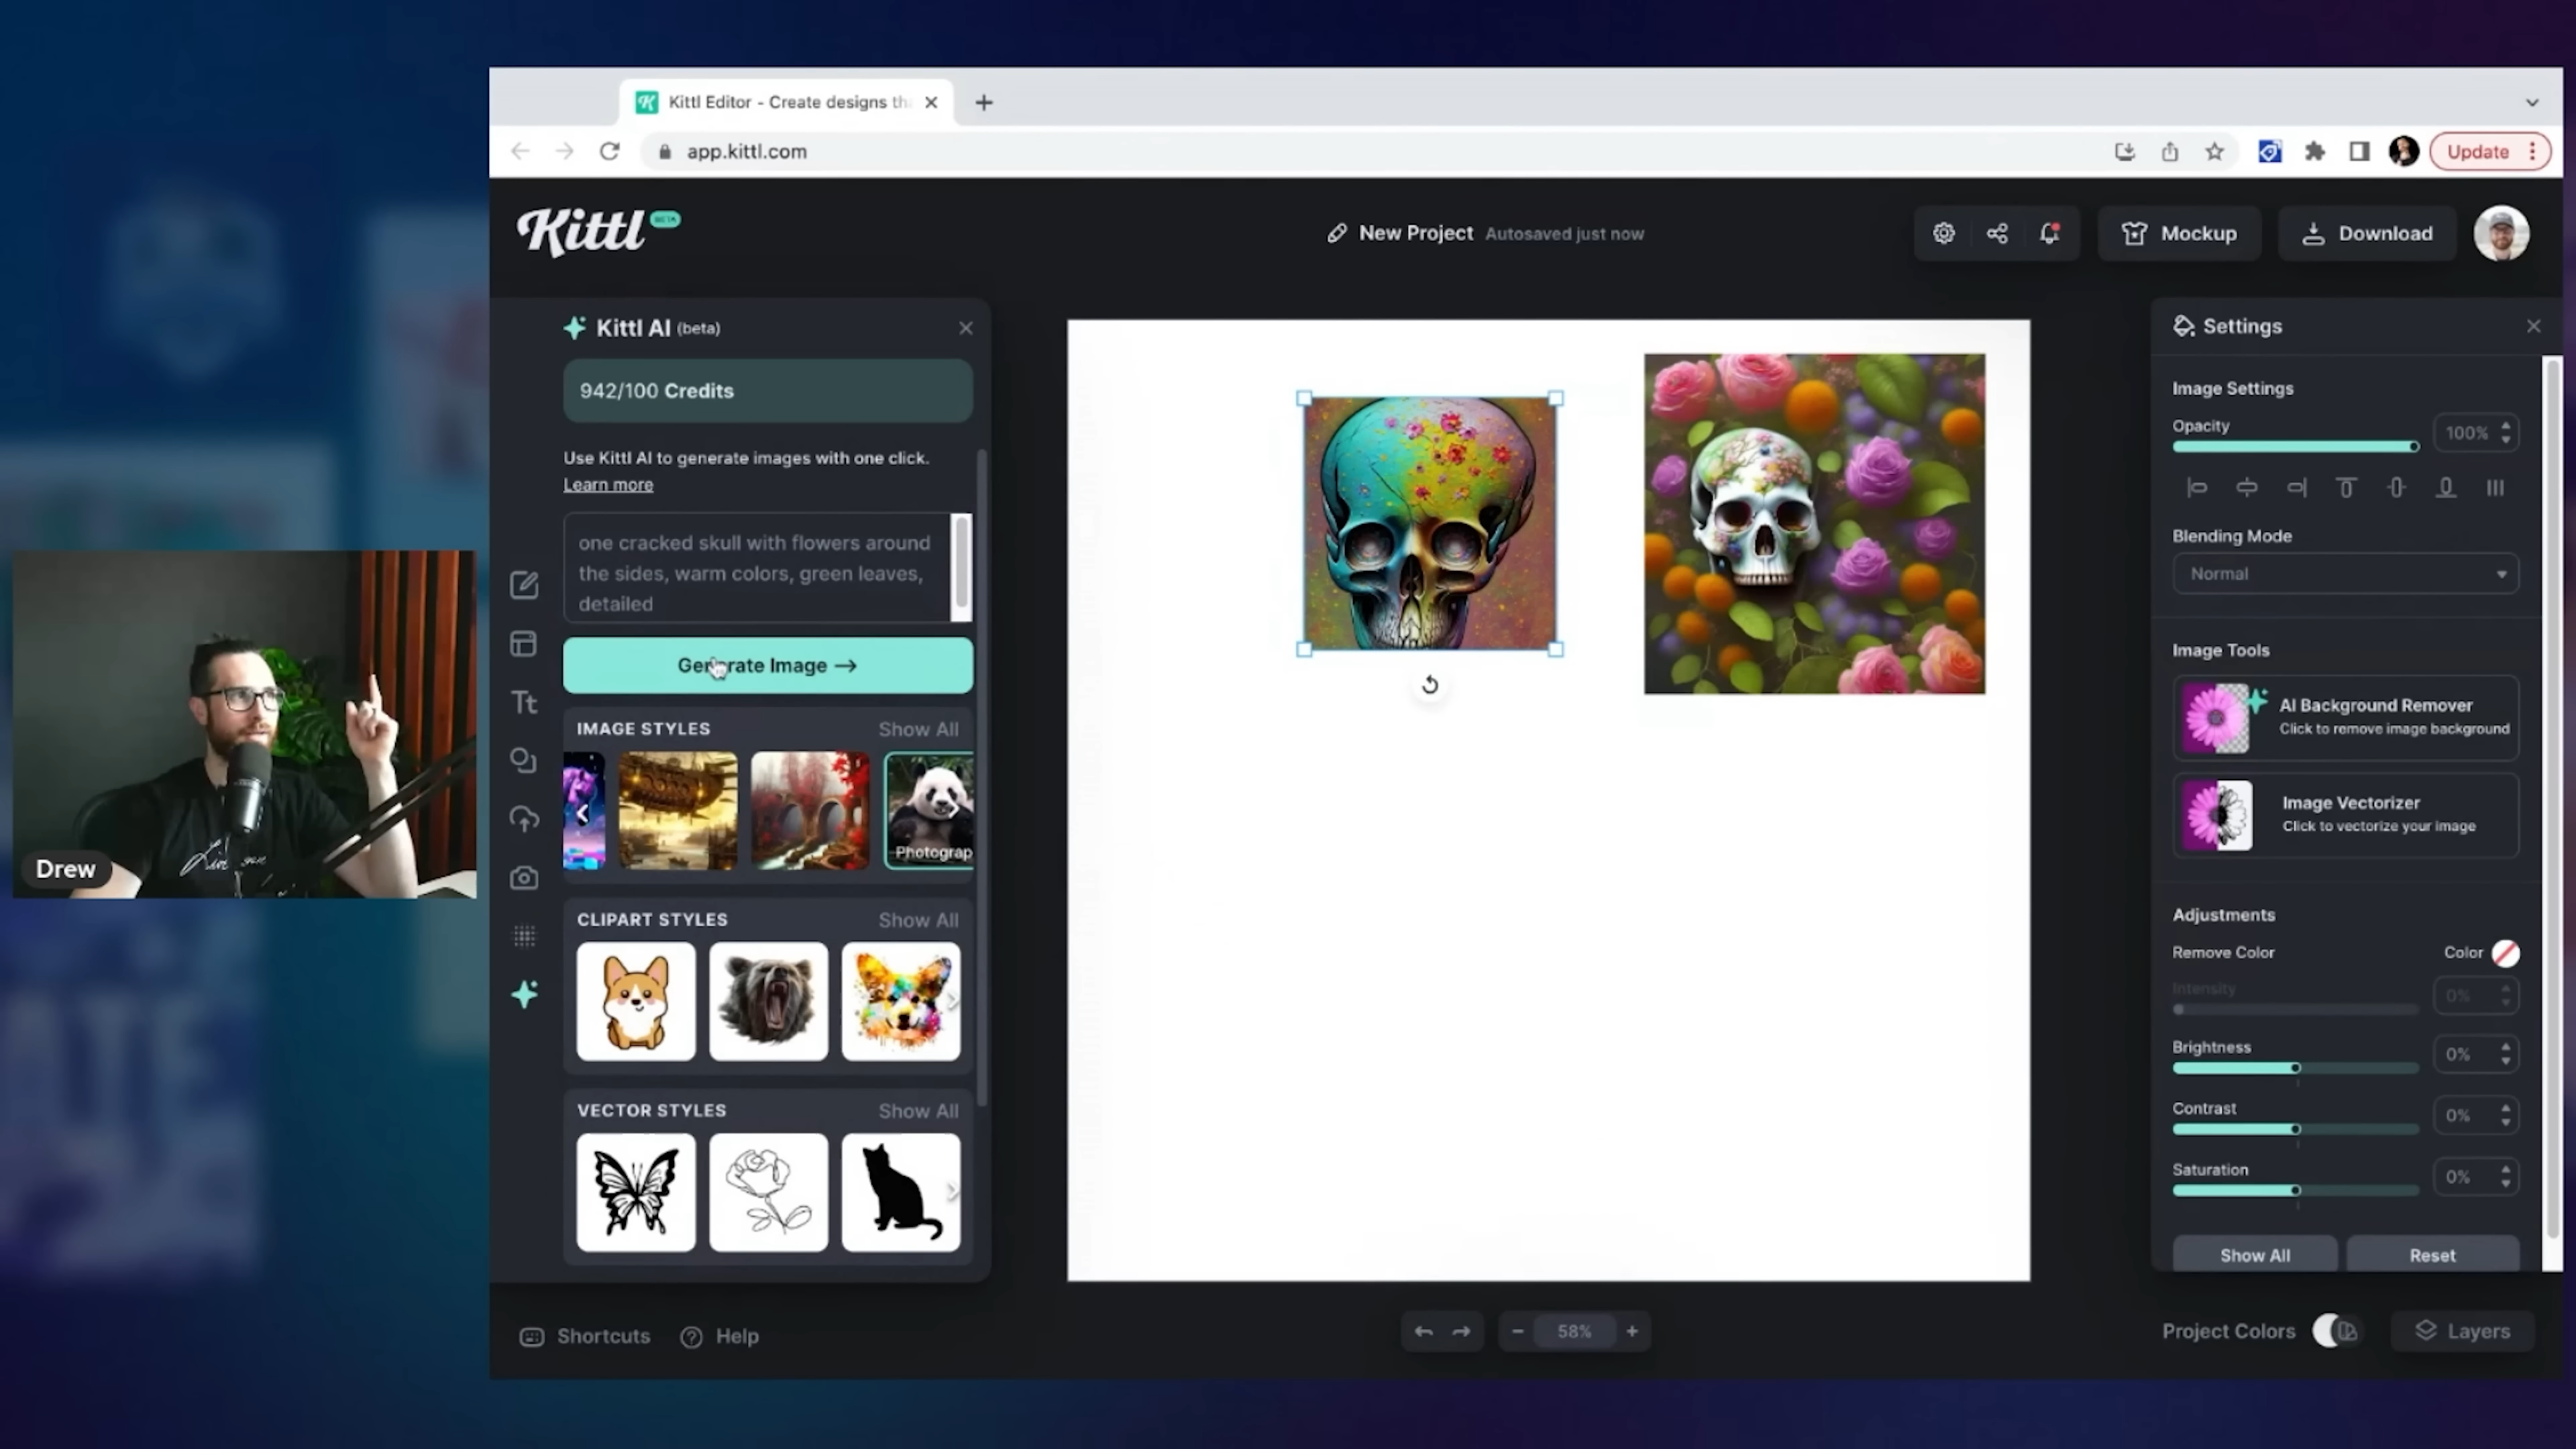 Kittl Editor - Create designs th
app.kittl.com
Update
Kittl BETA
New Project Autosaved just now
Mockup
Download
Kittl AI (beta)
942/100 Credits
Use Kittl AI to generate images with one click.
Learn more
one cracked skull with flowers around
the sides, warm colors, green leaves,
detailed
Generate Image →
IMAGE STYLES Show All
Photograp
CLIPART STYLES Show All
VECTOR STYLES Show All
Tt
Shortcuts
Help
58%
Settings
Image Settings
Opacity
100%
Blending Mode
Normal
Image Tools
AI Background Remover
Click to remove image background
Image Vectorizer
Click to vectorize your image
Adjustments
Remove Color Color
Intensity 0%
Brightness 0%
Contrast 0%
Saturation 0%
Show All Reset
Project Colors
Layers
Drew